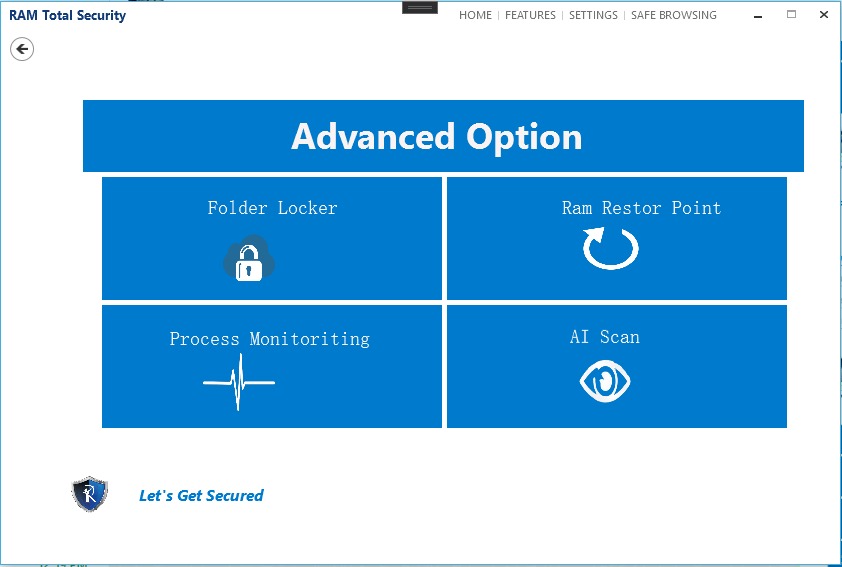 RAM Total Security
HOME | FEATURES | SETTINGS | SAFE BROWSING
Advanced Option
Folder Locker
Ram Restor Point
Process Monitoriting
AI Scan
Let's Get Secured